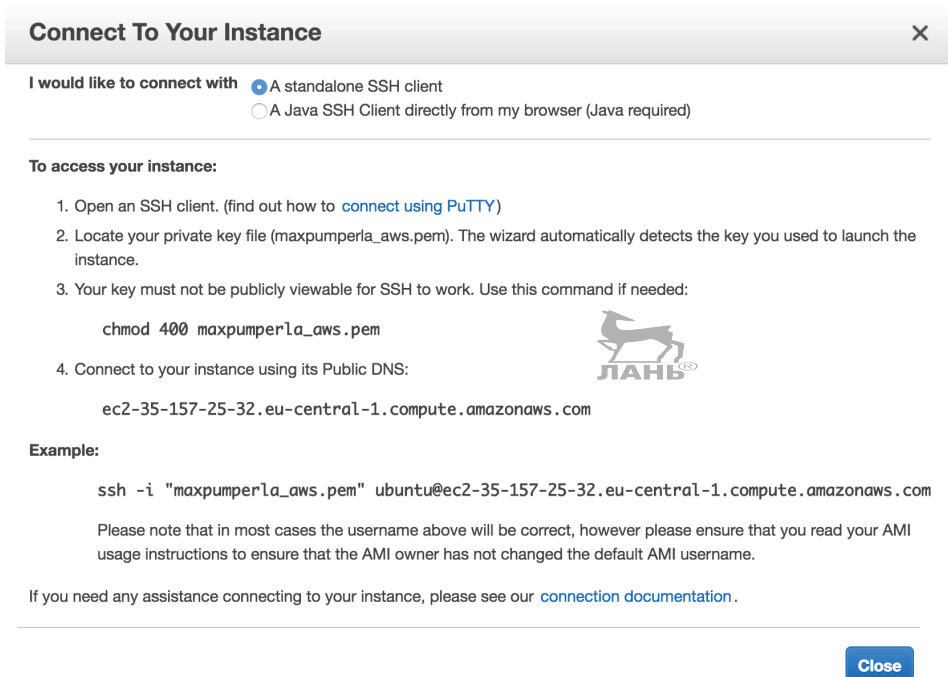 Connect To Your Instance
I would like to connect with
A standalone SSH client
A Java SSH Client directly from my browser (Java required)
To access your instance:
1. Open an SSH client. (find out how to connect using PuTTY)
2. Locate your private key file (maxpumperla_aws.pem). The wizard automatically detects the key you used to launch the
instance.
3. Your key must not be publicly viewable for SSH to work. Use this command if needed:
chmod 400 maxpumperla_aws.pem
ЛАНЬ®
4. Connect to your instance using its Public DNS:
ec2-35-157-25-32.eu-central-1.compute.amazonaws.com
Example:
ssh -i "maxpumperla_aws.pem" ubuntu@ec2-35-157-25-32.eu-central-1.compute.amazonaws.com
Please note that in most cases the username above will be correct, however please ensure that you read your AMI
usage instructions to ensure that the AMI owner has not changed the default AMI username.
If you need any assistance connecting to your instance, please see our connection documentation.
Close